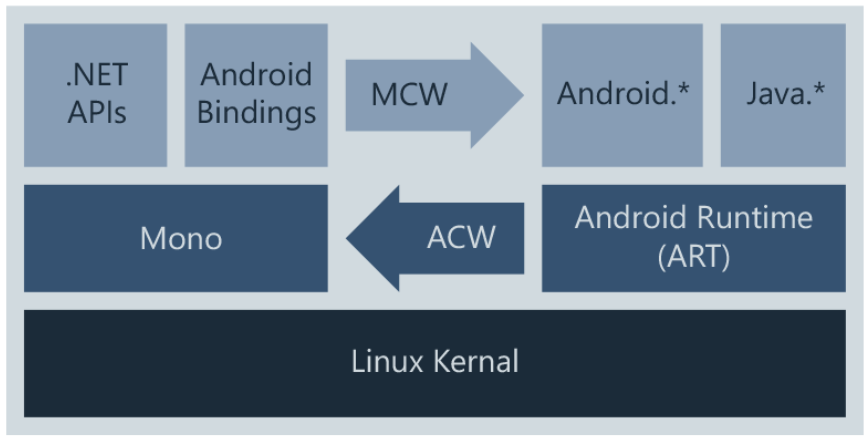 .NET
APIs
Android
Bindings
MCW
Android.*
Java.*
Mono
ACW
Android Runtime
(ART)
Linux Kernal